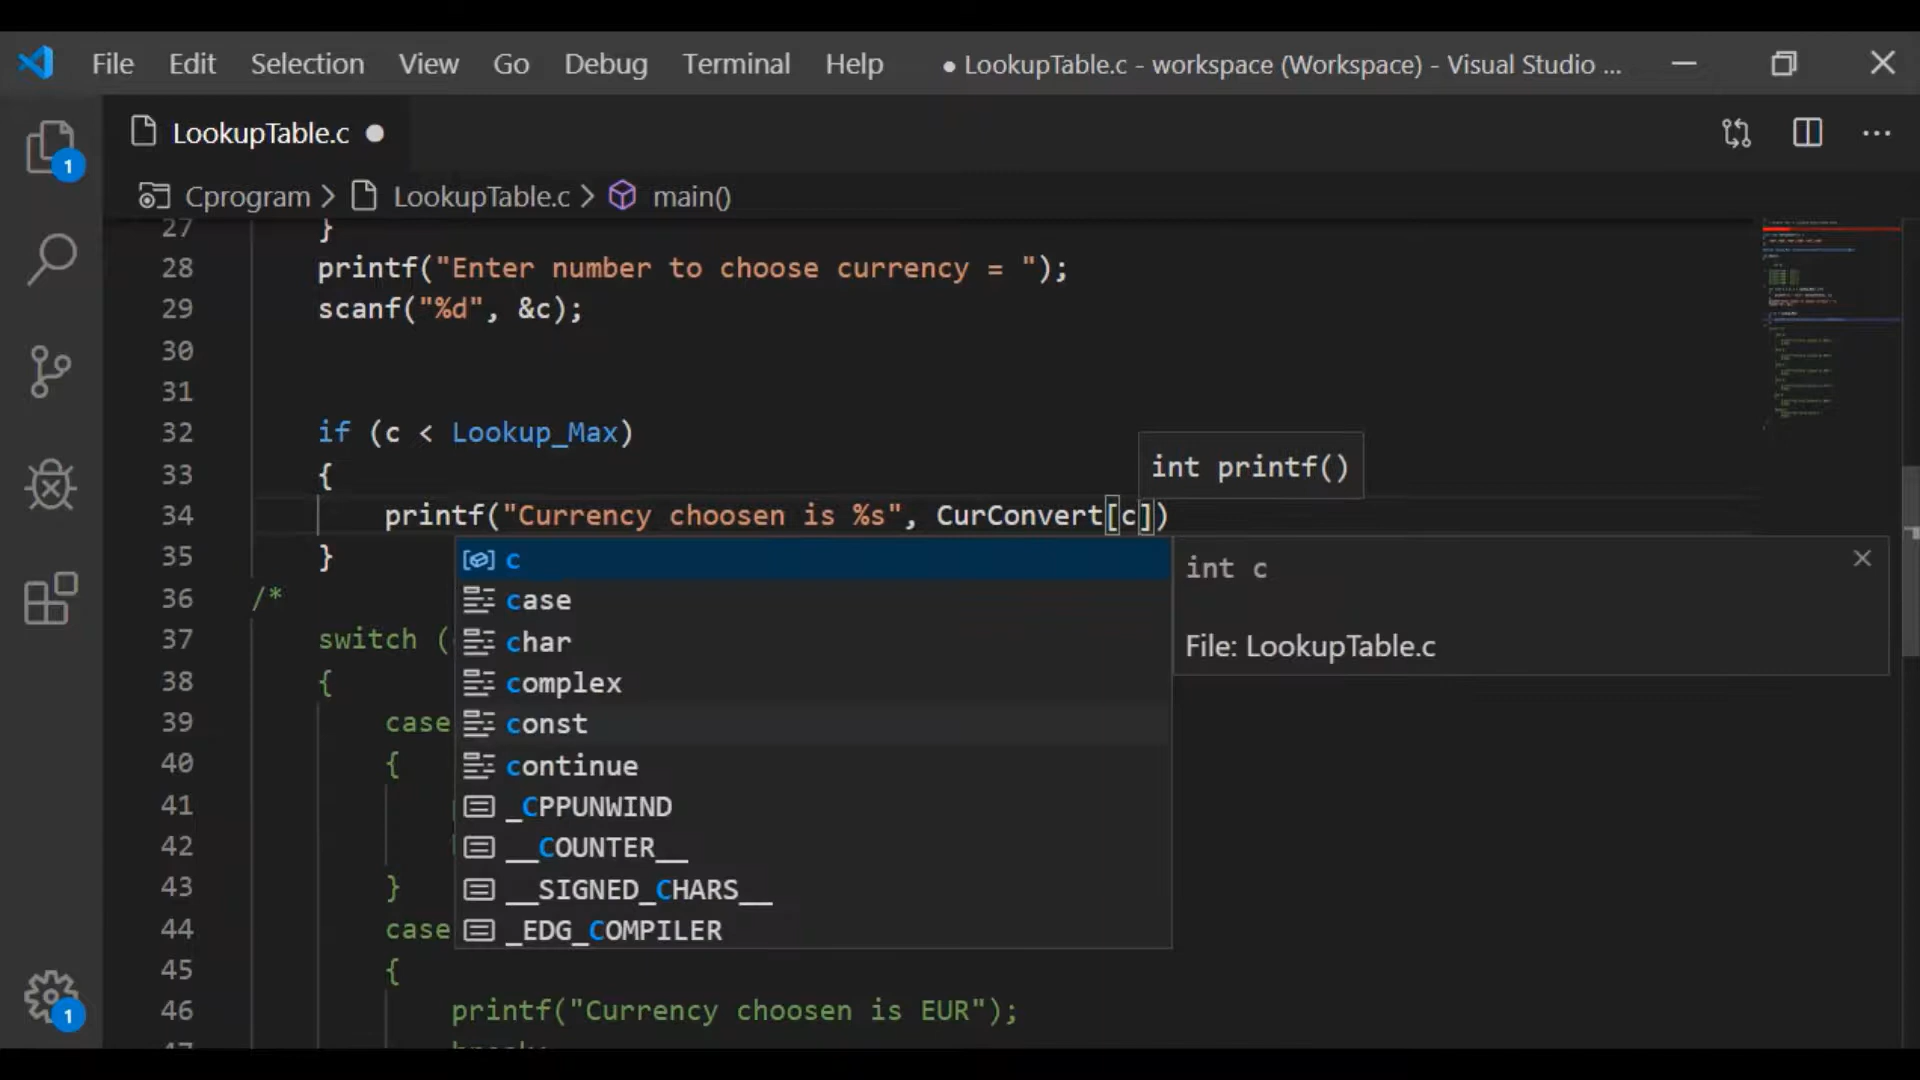 File Edit Selection View Go Debug Terminal Help ● LookupTable.c - workspace (Workspace) - Visual Studio ...
LookupTable.c ●
Cprogram > LookupTable.c > main()
27 }
28 printf("Enter number to choose currency = ");
29 scanf("%d", &c);
30
31
32 if (c < Lookup_Max)
int printf()
33 {
34 printf("Currency choosen is %s", CurConvert[c])
35 }
36 /*
37 switch (
38 {
39 case
40 {
41
42
43 }
44 case
45 {
46 printf("Currency choosen is EUR");
47
c
case
char
complex
const
continue
_CPPUNWIND
__COUNTER__
__SIGNED_CHARS__
_EDG_COMPILER
int c
File: LookupTable.c
1
1